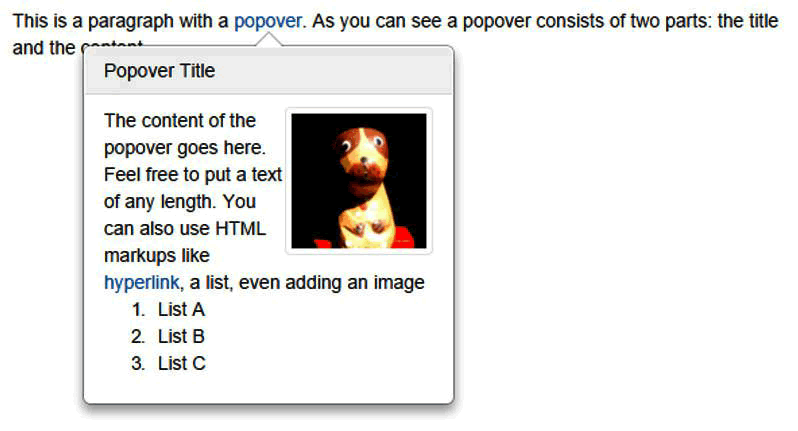 This is a paragraph with a popover. As you can see a popover consists of two parts: the title
and the
Popover Title
The content of the
popover goes here.
Feel free to put a text
of any length. You
can also use HTML
markups like
hyperlink, a list, even adding an image
1. List A
2. List B
3. List C